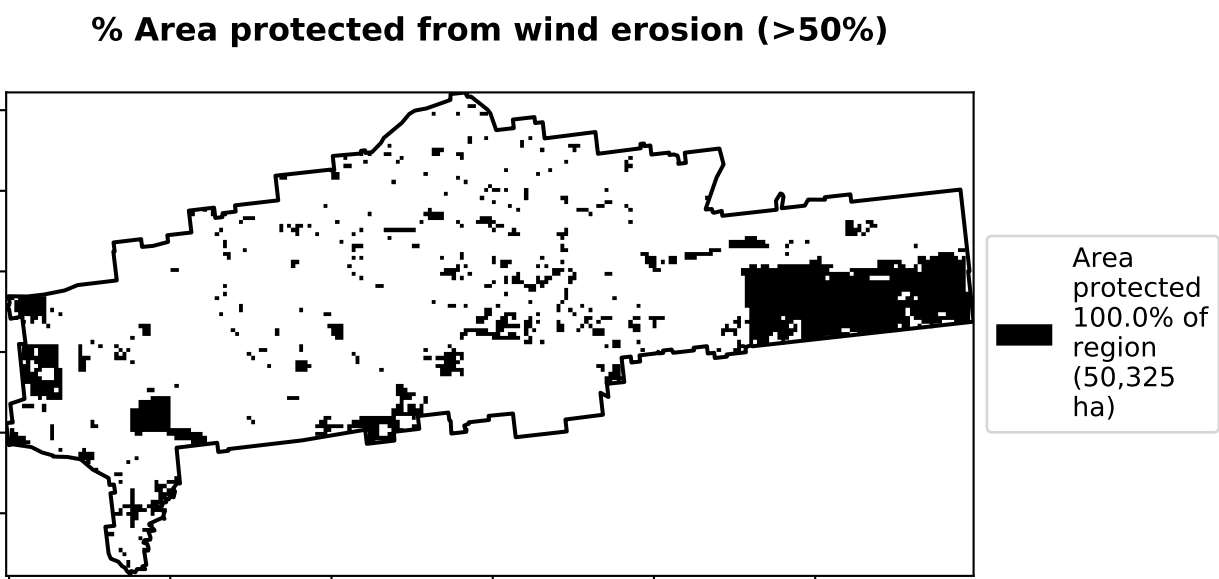 % Area protected from wind erosion (>50%)
Area
protected
100.0% of
region
(50,325
ha)